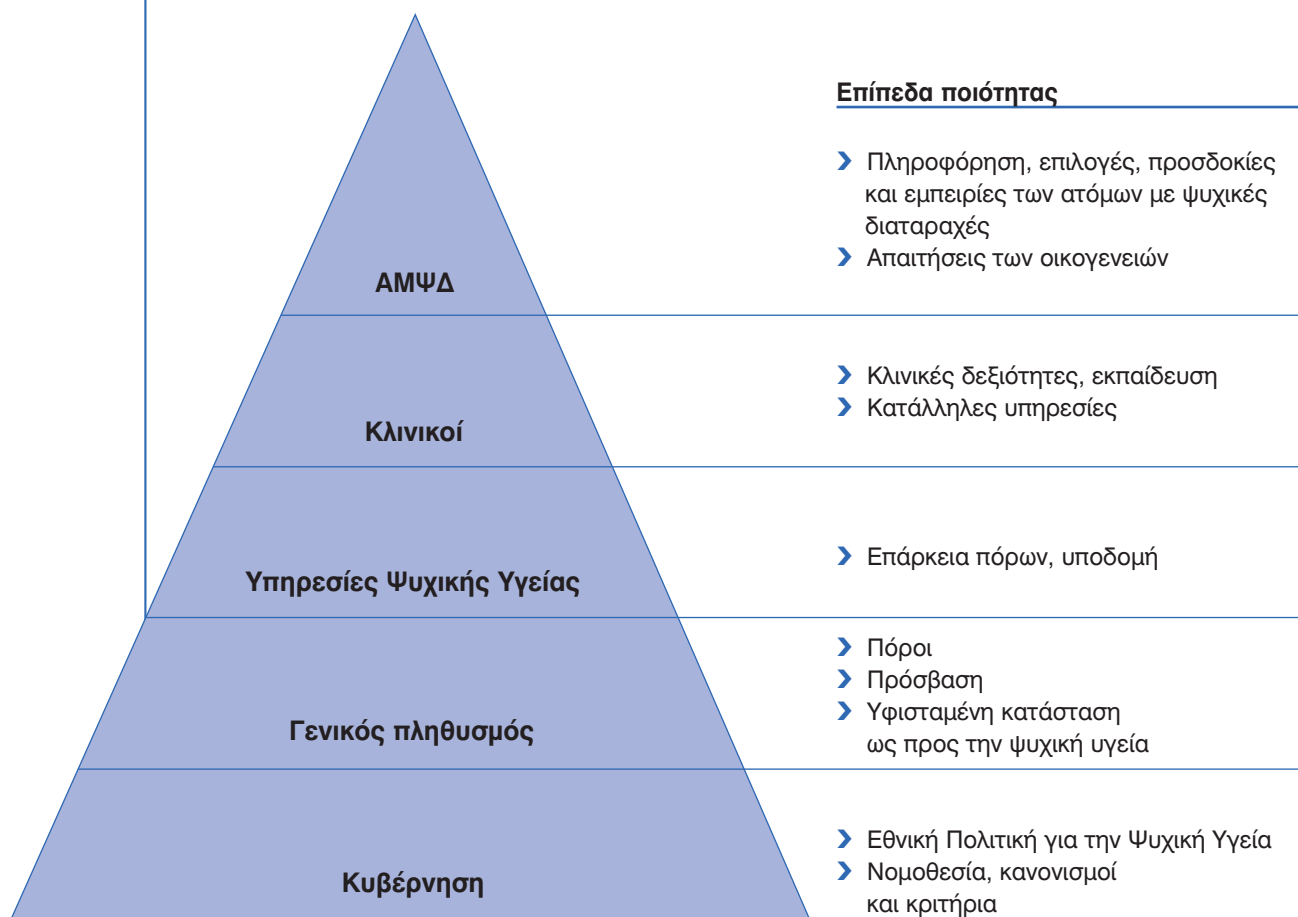 Επίπεδα ποιότητας
❯ Πληροφόρηση, επιλογές, προσδοκίες
και εμπειρίες των ατόμων με ψυχικές
διαταραχές
❯ Απαιτήσεις των οικογενειών
ΑΜΨΔ
❯ Κλινικές δεξιότητες, εκπαίδευση
❯ Κατάλληλες υπηρεσίες
Κλινικοί
❯ Επάρκεια πόρων, υποδομή
Υπηρεσίες Ψυχικής Υγείας
❯ Πόροι
❯ Πρόσβαση
❯ Υφισταμένη κατάσταση
ως προς την ψυχική υγεία
Γενικός πληθυσμός
❯ Εθνική Πολιτική για την Ψυχική Υγεία
❯ Νομοθεσία, κανονισμοί
και κριτήρια
Κυβέρνηση